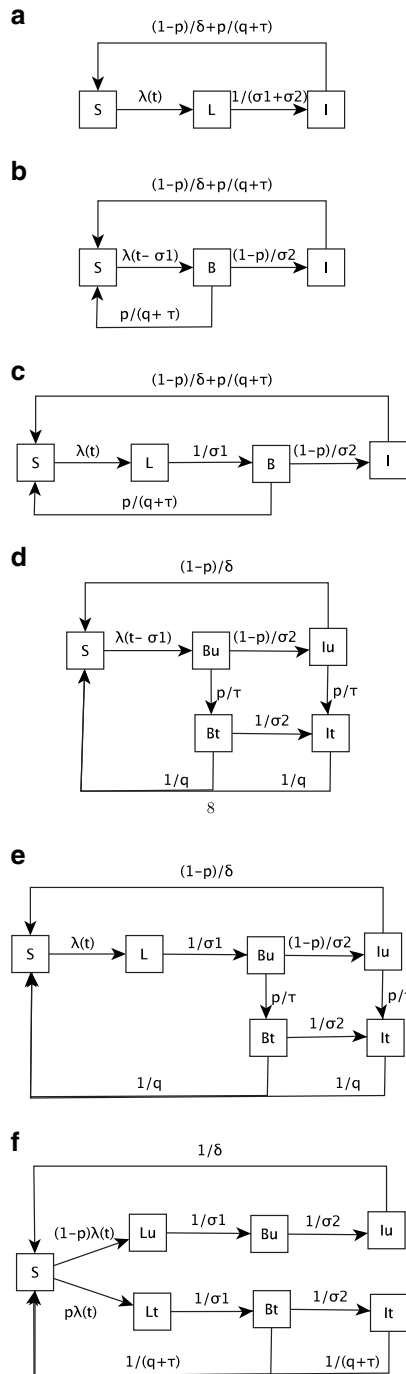 a
(1-p)/δ+p/(q+τ)
S
λ(t)
L
1/(σ1+σ2)
I
b
(1-p)/δ+p/(q+τ)
S
λ(t- σ1)
B
(1-p)/σ2
I
p/(q+ τ)
c
(1-p)/δ+p/(q+τ)
S
λ(t)
L
1/σ1
B
(1-p)/σ2
I
p/(q+τ)
d
(1-p)/δ
S
λ(t- σ1)
Bu
(1-p)/σ2
Iu
p/τ
p/τ
Bt
1/σ2
It
1/q
1/q
8
e
(1-p)/δ
S
λ(t)
L
1/σ1
Bu
(1-p)/σ2
Iu
p/τ
Bt
1/σ2
It
1/q
1/q
f
1/δ
(1-p)λ(t)
Lu
1/σ1
Bu
1/σ2
Iu
S
pλ(t)
Lt
1/σ1
Bt
1/σ2
It
1/(q+τ)
1/(q+τ)